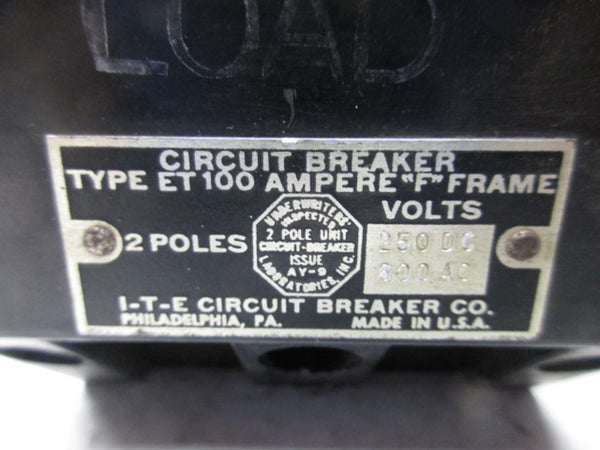 LOAD
CIRCUIT BREAKER
TYPE ET 100 AMPERE "F" FRAME
VOLTS
2 POLES
UNDERWRITERS'
INSPECTED
2 POLE UNIT
CIRCUIT-BREAKER
ISSUE
AY-9
LABORATORIES, INC.
250 DC
600 AC
I-T-E CIRCUIT BREAKER CO.
PHILADELPHIA, PA. MADE IN U.S.A.